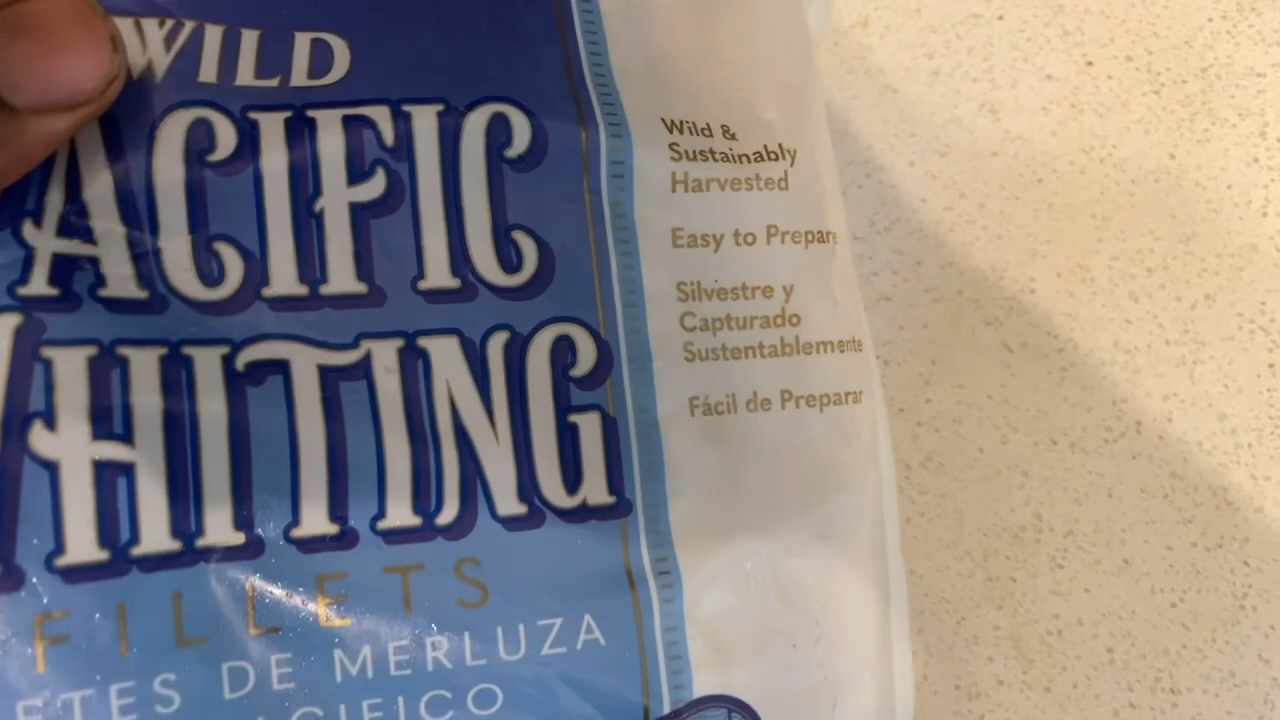 WILD
ACIFIC
HITING
FILLETS
ETES DE MERLUZA
ACIFICO
Wild &
Sustainably
Harvested
Easy to Prepare
Silvestre y
Capturado
Sustentablemente
Fácil de Preparar